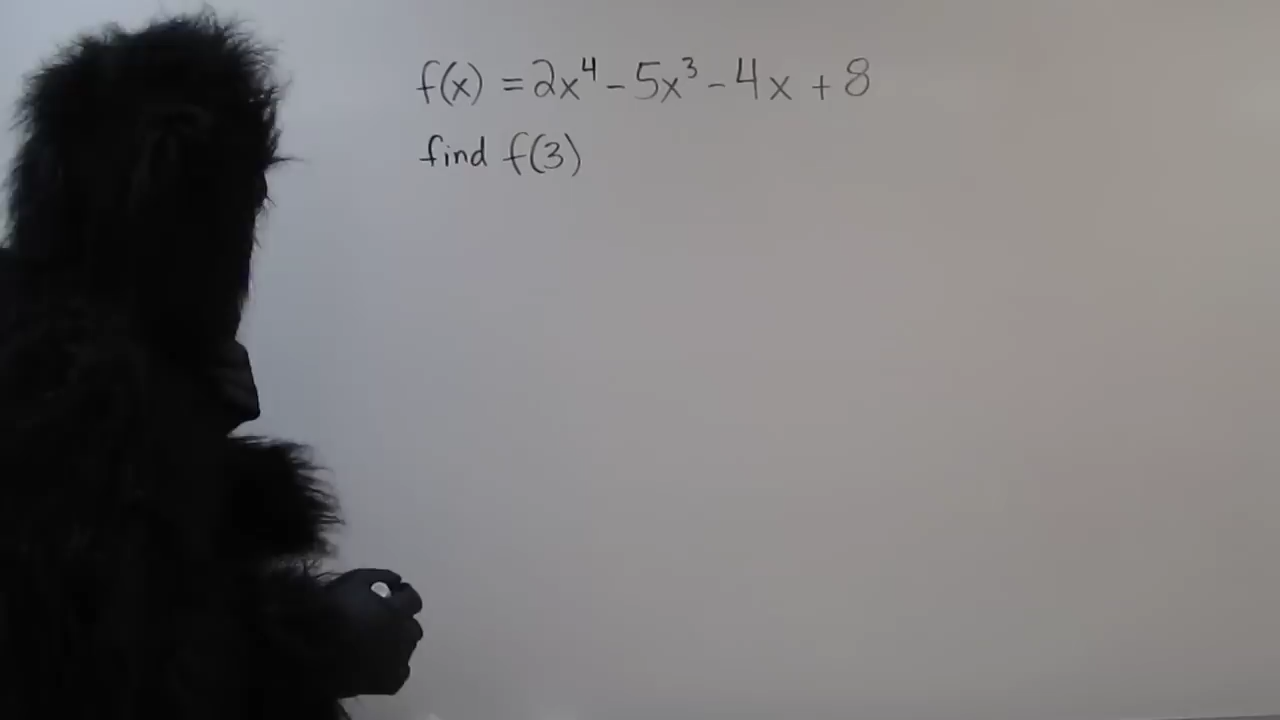 f(x) = 2x⁴ - 5x³ - 4x + 8
find f(3)